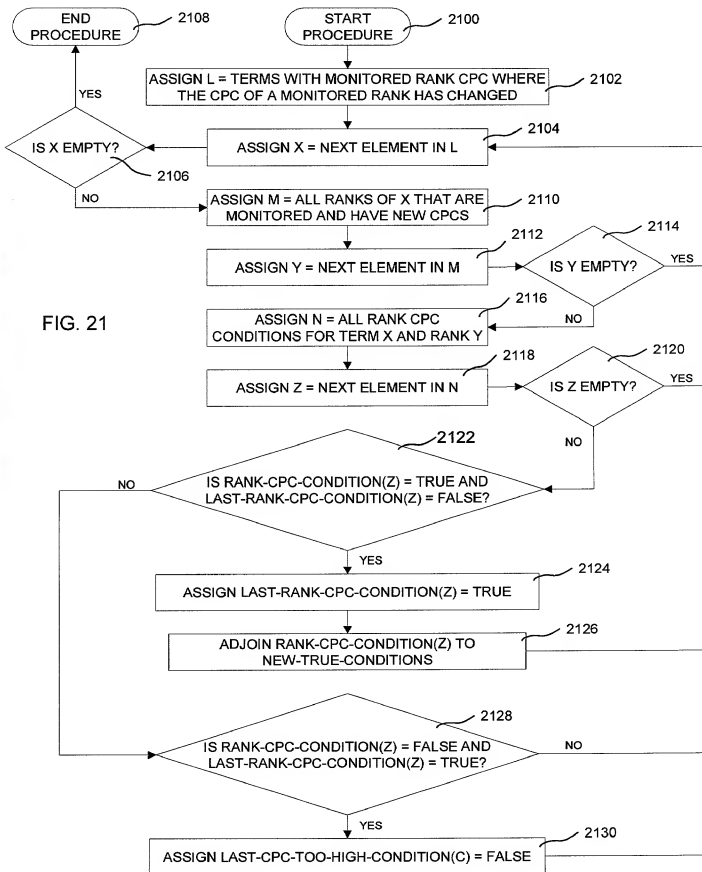 END
PROCEDURE
2108
START
PROCEDURE
2100
YES
ASSIGN L = TERMS WITH MONITORED RANK CPC WHERE
THE CPC OF A MONITORED RANK HAS CHANGED
2102
IS X EMPTY?
2106
ASSIGN X = NEXT ELEMENT IN L
2104
NO
ASSIGN M = ALL RANKS OF X THAT ARE
MONITORED AND HAVE NEW CPCS
2110
ASSIGN Y = NEXT ELEMENT IN M
2112
IS Y EMPTY?
2114
YES
NO
FIG. 21
ASSIGN N = ALL RANK CPC
CONDITIONS FOR TERM X AND RANK Y
2116
ASSIGN Z = NEXT ELEMENT IN N
2118
IS Z EMPTY?
2120
YES
NO
2122
IS RANK-CPC-CONDITION(Z) = TRUE AND
LAST-RANK-CPC-CONDITION(Z) = FALSE?
NO
YES
ASSIGN LAST-RANK-CPC-CONDITION(Z) = TRUE
2124
ADJOIN RANK-CPC-CONDITION(Z) TO
NEW-TRUE-CONDITIONS
2126
2128
IS RANK-CPC-CONDITION(Z) = FALSE AND
LAST-RANK-CPC-CONDITION(Z) = TRUE?
NO
YES
ASSIGN LAST-CPC-TOO-HIGH-CONDITION(C) = FALSE
2130